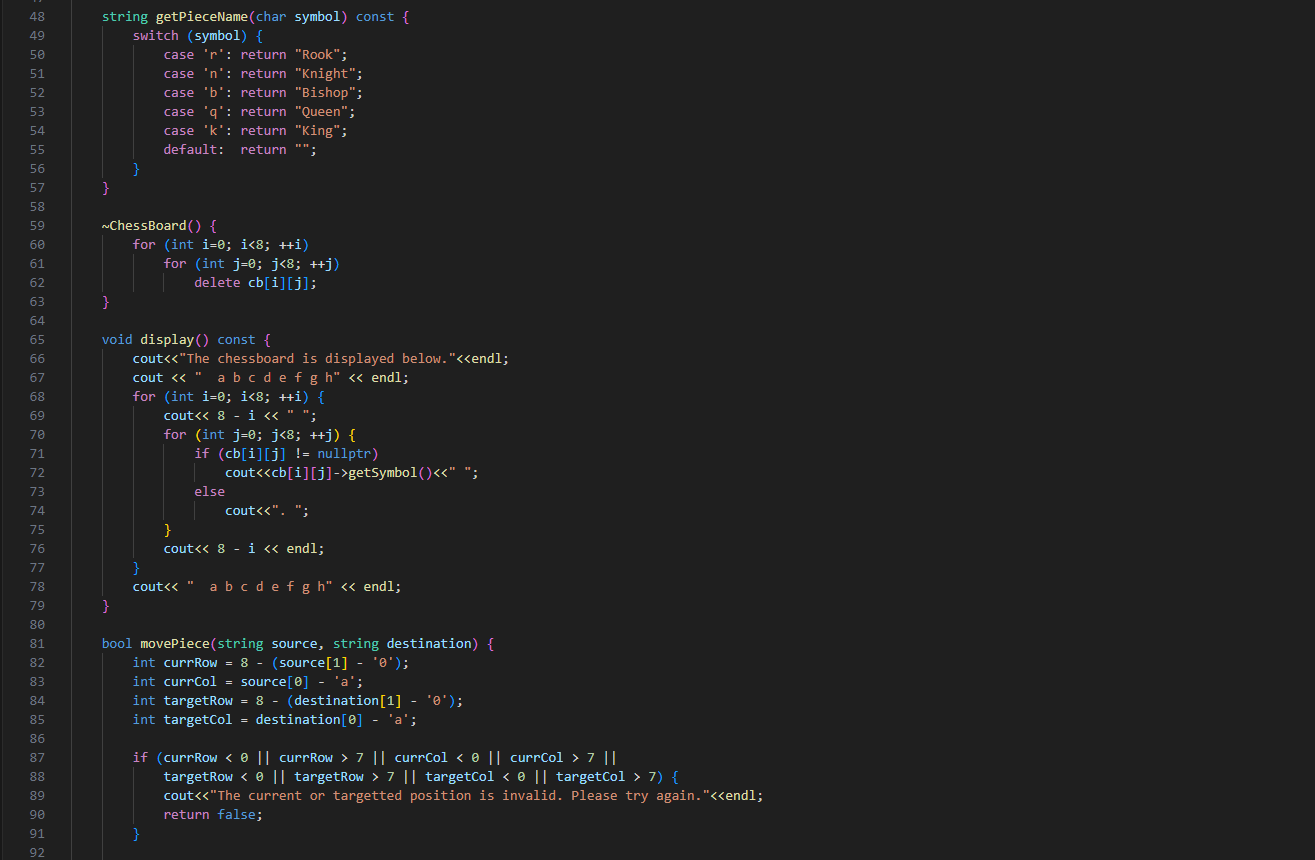 48 string getPieceName(char symbol) const {
49 switch (symbol) {
50 case 'r': return "Rook";
51 case 'n': return "Knight";
52 case 'b': return "Bishop";
53 case 'q': return "Queen";
54 case 'k': return "King";
55 default:  return "";
56 }
57 }
58
59 ~ChessBoard() {
60 for (int i=0; i<8; ++i)
61 for (int j=0; j<8; ++j)
62 delete cb[i][j];
63 }
64
65 void display() const {
66 cout<<"The chessboard is displayed below."<<endl;
67 cout << "  a b c d e f g h" << endl;
68 for (int i=0; i<8; ++i) {
69 cout<< 8 - i << " ";
70 for (int j=0; j<8; ++j) {
71 if (cb[i][j] != nullptr)
72 cout<<cb[i][j]->getSymbol()<<" ";
73 else
74 cout<<". ";
75 }
76 cout<< 8 - i << endl;
77 }
78 cout<< "  a b c d e f g h" << endl;
79 }
80
81 bool movePiece(string source, string destination) {
82 int currRow = 8 - (source[1] - '0');
83 int currCol = source[0] - 'a';
84 int targetRow = 8 - (destination[1] - '0');
85 int targetCol = destination[0] - 'a';
86
87 if (currRow < 0 || currRow > 7 || currCol < 0 || currCol > 7 ||
88 targetRow < 0 || targetRow > 7 || targetCol < 0 || targetCol > 7) {
89 cout<<"The current or targetted position is invalid. Please try again."<<endl;
90 return false;
91 }
92